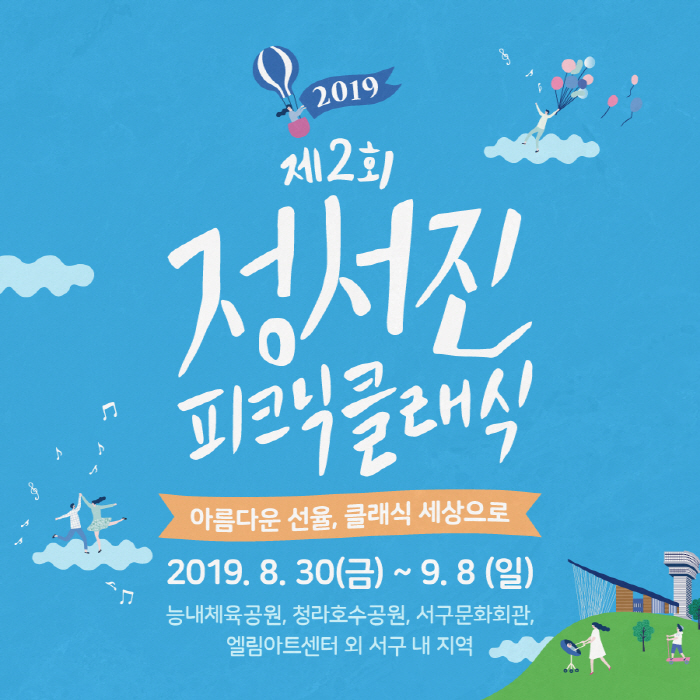 2019
제2회
정서진
피크닉클래식
아름다운 선율, 클래식 세상으로
2019. 8. 30(금) ~ 9. 8 (일)
능내체육공원, 청라호수공원, 서구문화회관,
엘림아트센터 외 서구 내 지역